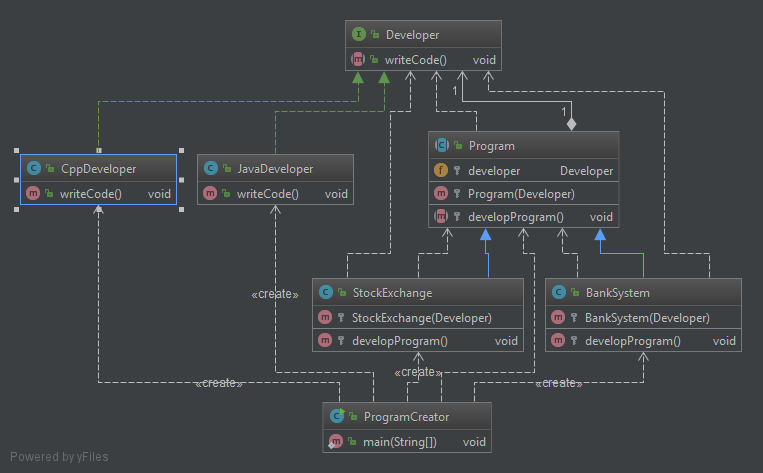 Developer
writeCode() void
1
1
Program
developer Developer
Program(Developer)
developProgram() void
CppDeveloper
writeCode() void
JavaDeveloper
writeCode() void
«create»
StockExchange
StockExchange(Developer)
developProgram() void
BankSystem
BankSystem(Developer)
developProgram() void
«create»
«create»
«create»
ProgramCreator
main(String[]) void
Powered by yFiles